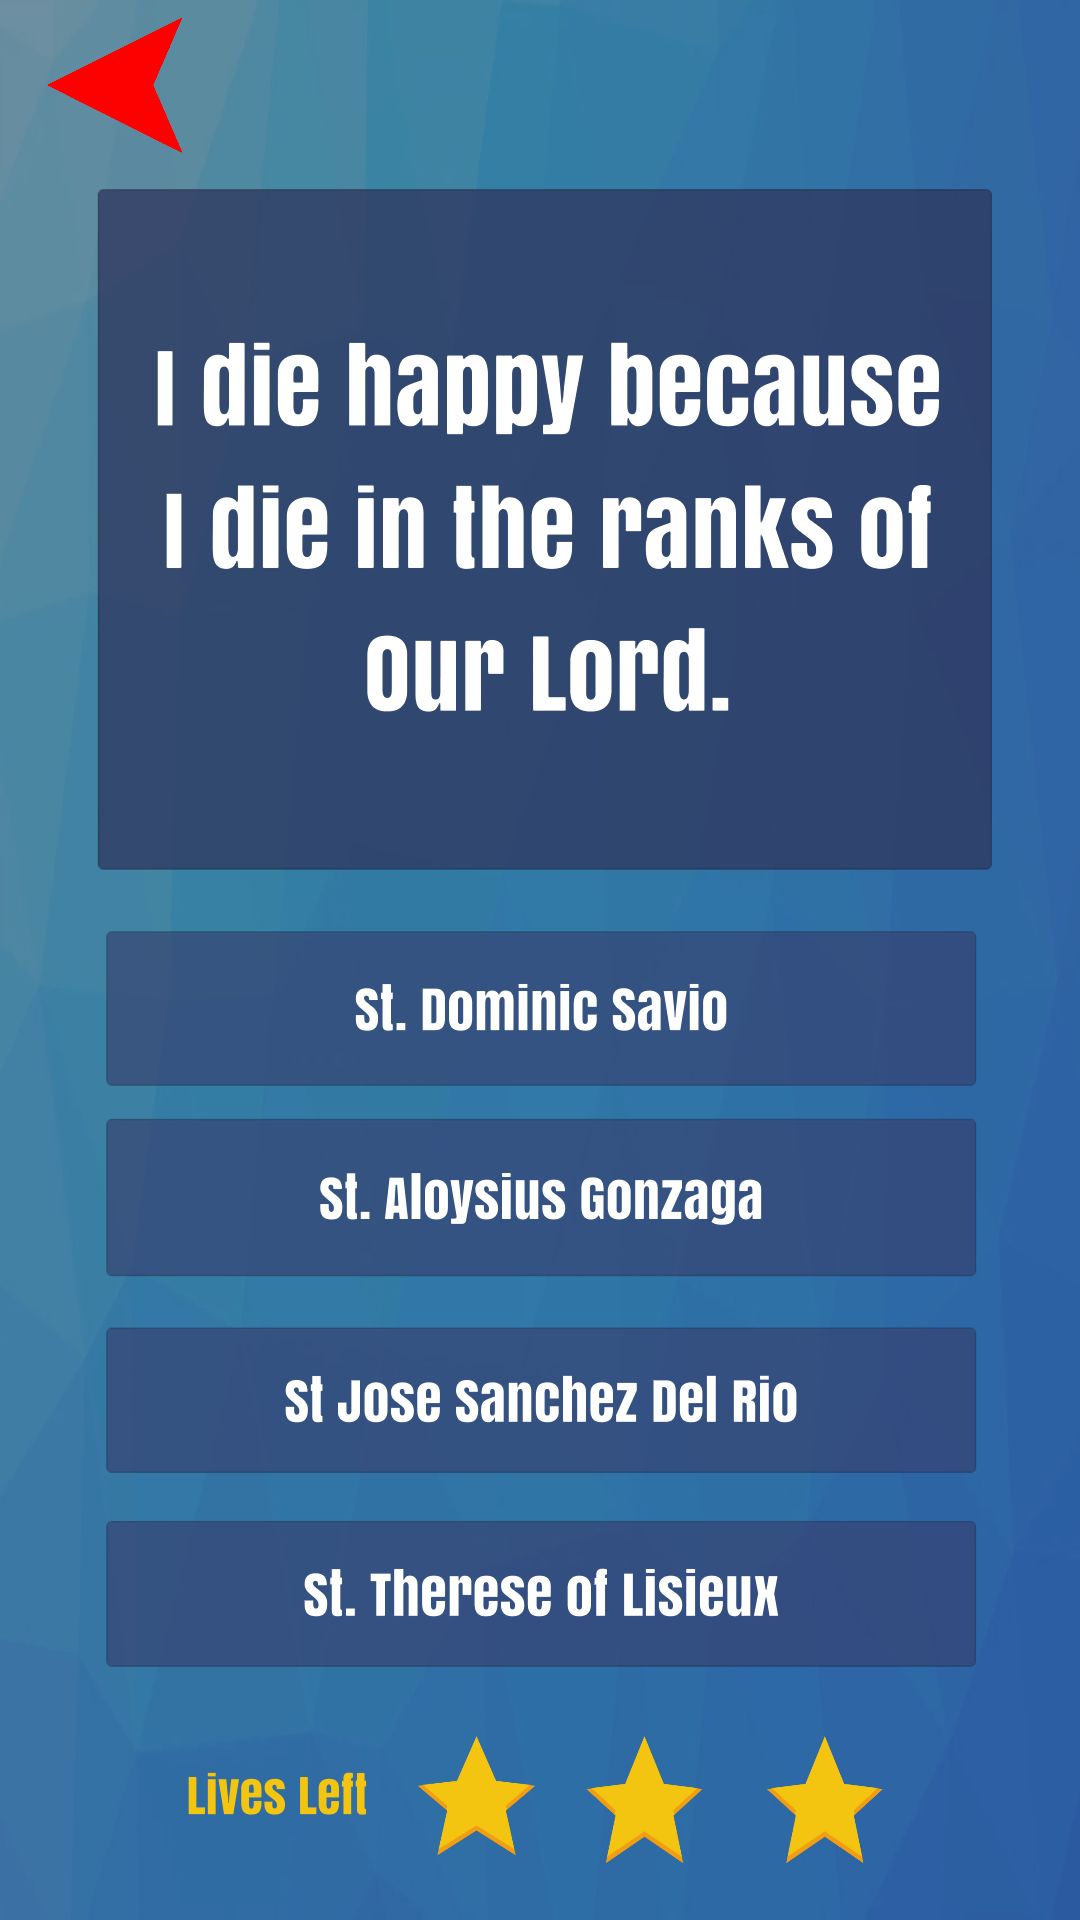 I die happy because
I die in the ranks of
Our Lord.
St. Dominic Savio
St. Aloysius Gonzaga
St Jose Sanchez Del Rio
St. Therese of Lisieux
Lives Left